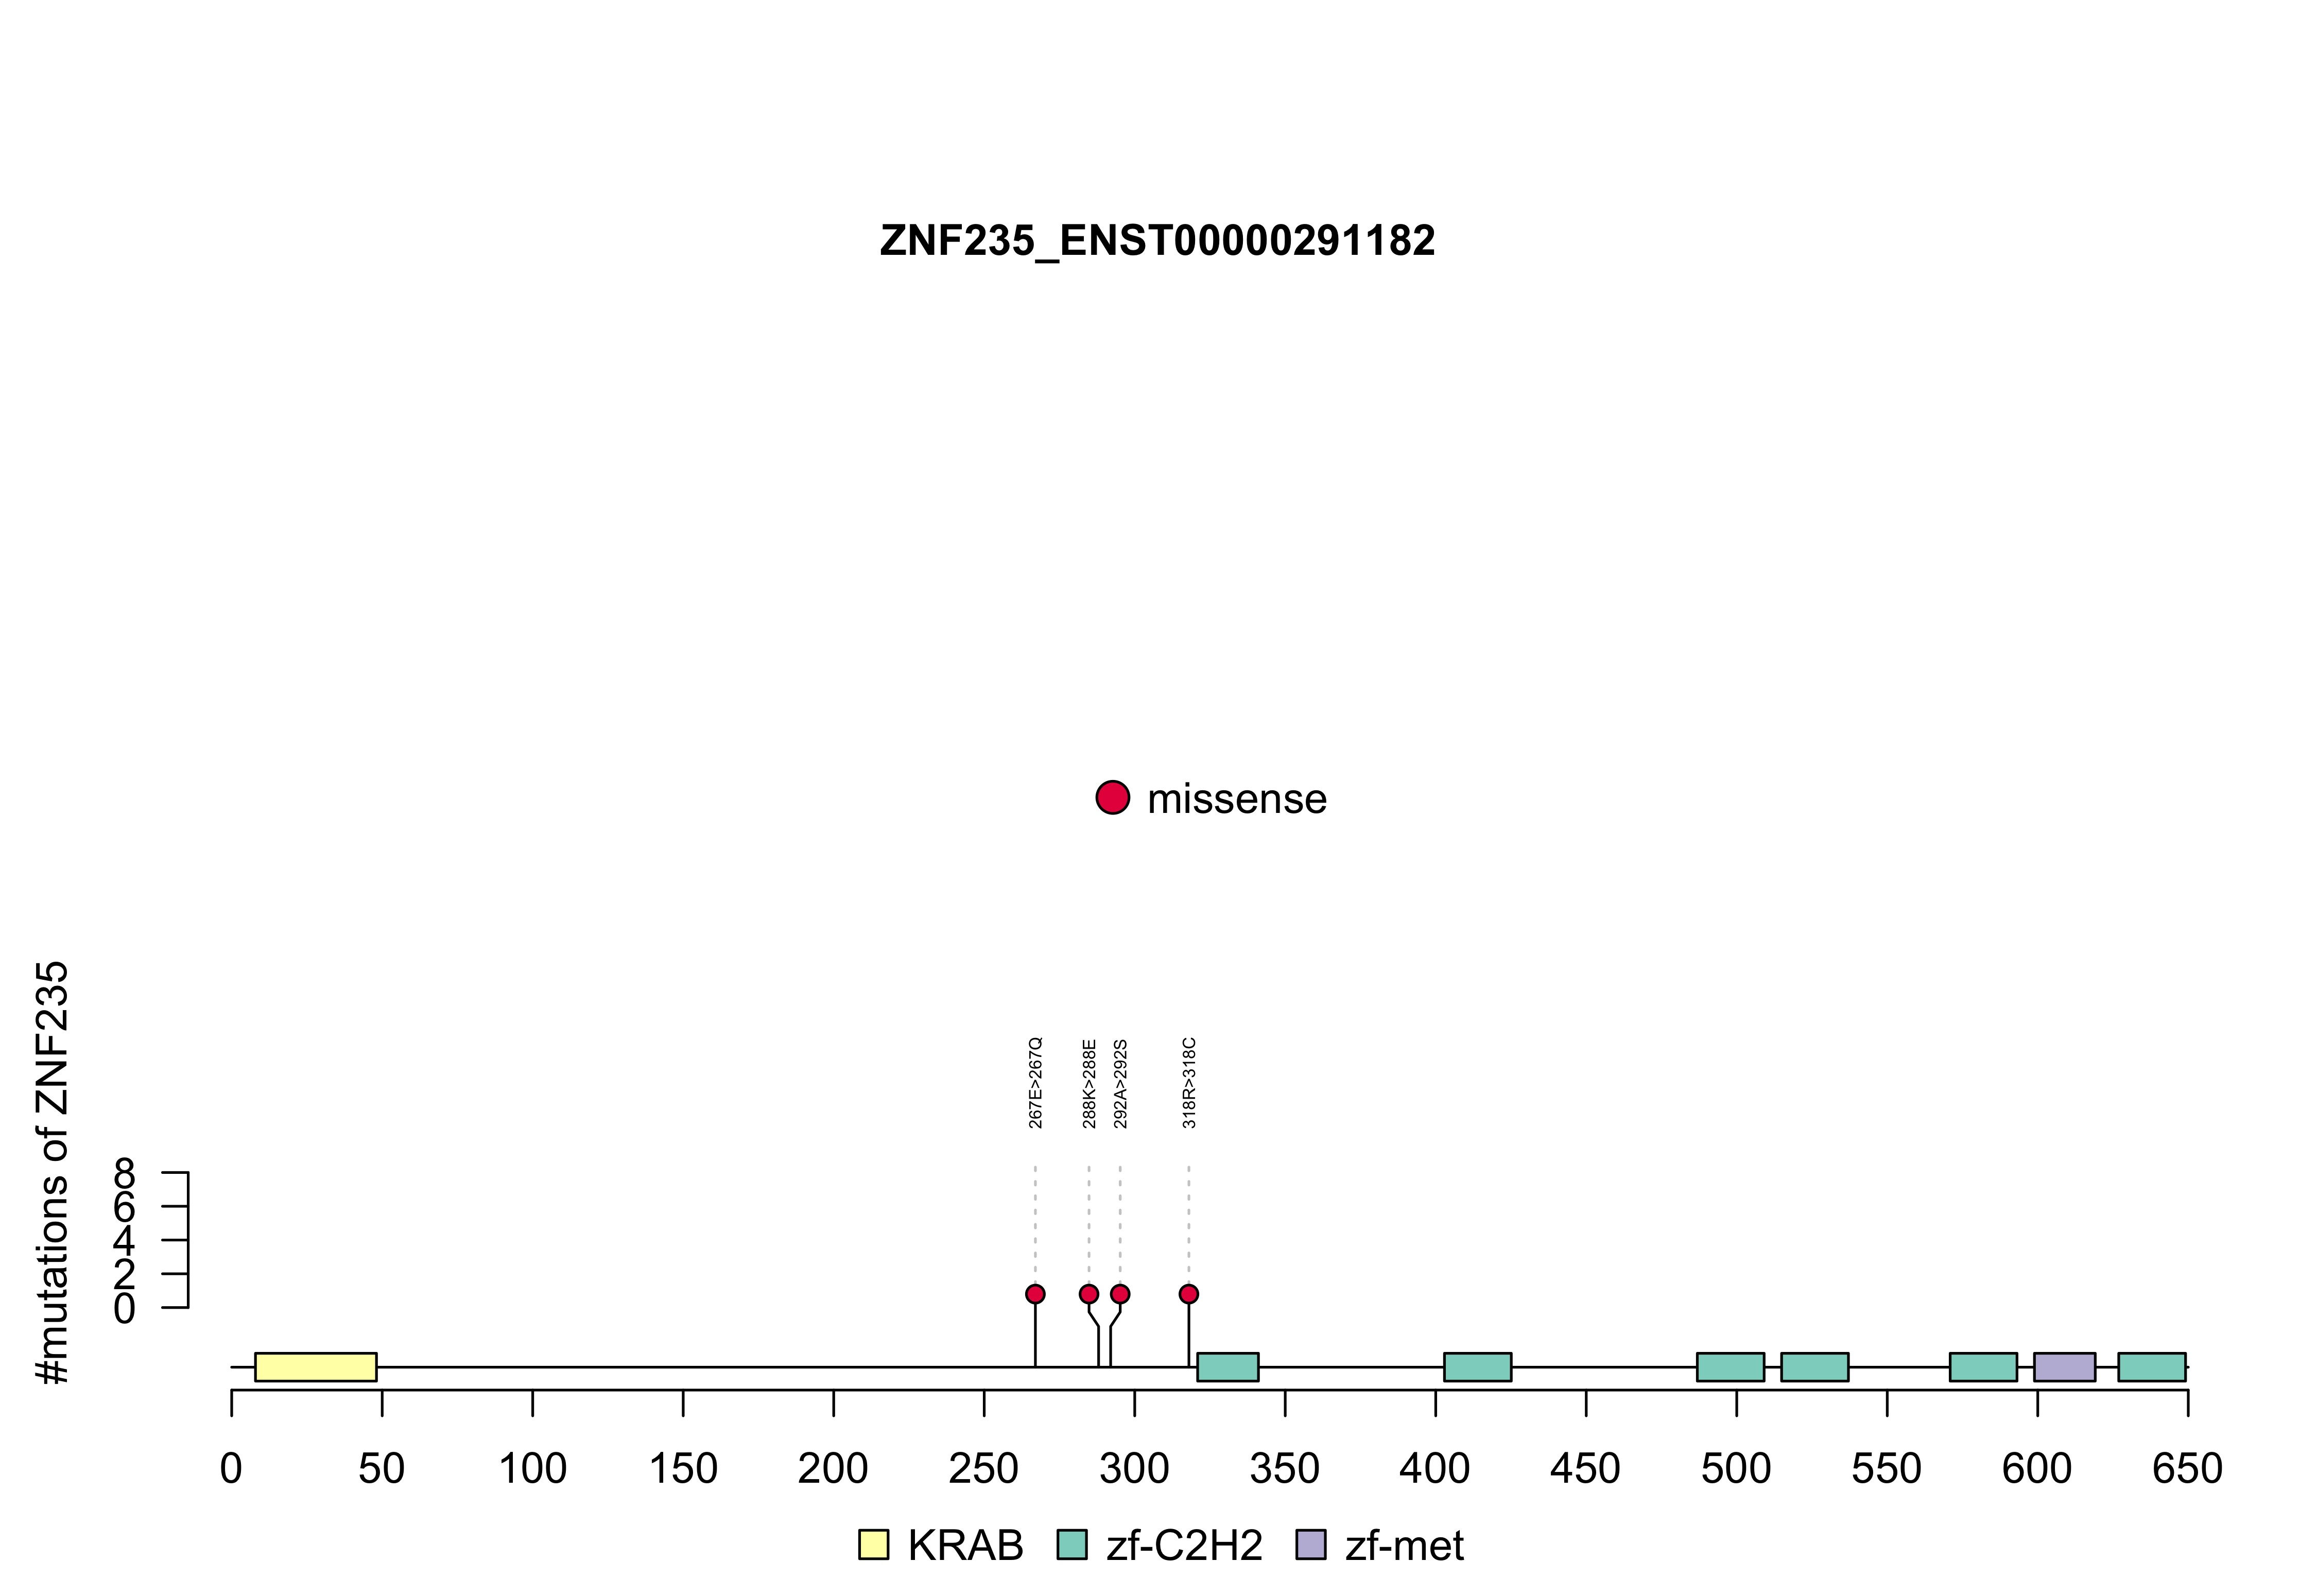 ZNF235_ENST00000291182
missense
#mutations of ZNF235
267E>267Q
288K>288E
292A>292S
318R>318C
8
6
4
2
0
0 50 100 150 200 250 300 350 400 450 500 550 600 650
KRAB zf-C2H2 zf-met